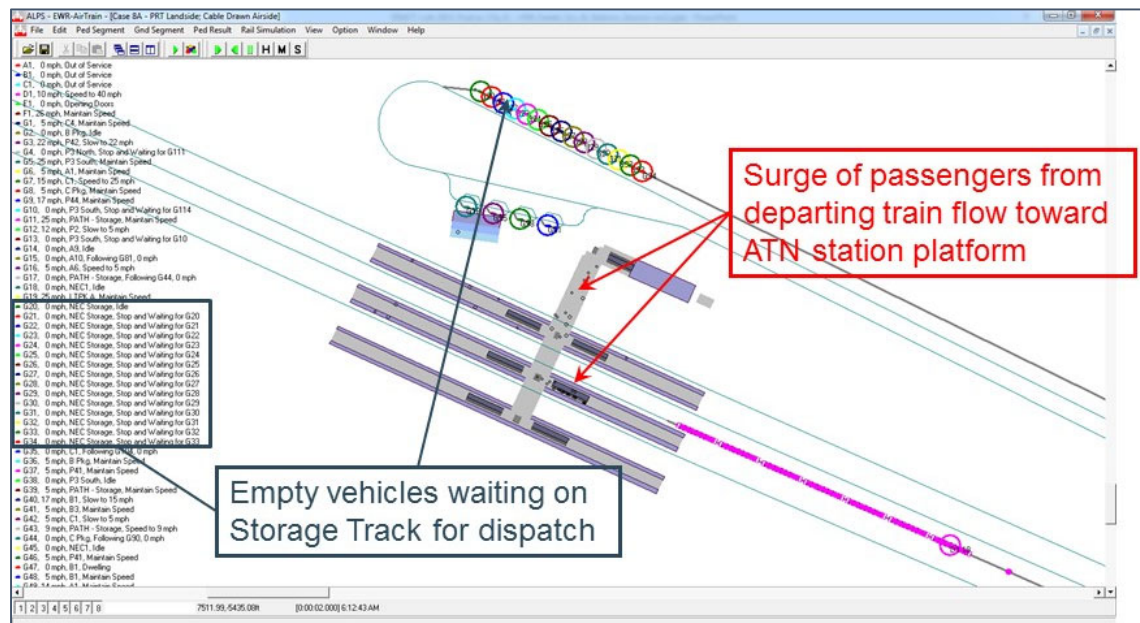 ALPS - EWR-AirTrain - [Case 8A - PRT Landside; Cable Drawn Airside]
File Edit Ped Segment Gnd Segment Ped Result Rail Simulation View Option Window Help
H M S
A1, 0 mph, Out of Service
B1, 0 mph, Out of Service
C1, 0 mph, Out of Service
D1, 10 mph, Speed to 40 mph
E1, 0 mph, Opening Doors
F1, 26 mph, Maintain Speed
G1, 5 mph, C4, Maintain Speed
G2, 0 mph, B Pkg, Idle
G3, 22 mph, P42, Slow to 22 mph
G4, 0 mph, P3 North, Stop and Waiting for G111
G5, 25 mph, P3 South, Maintain Speed
G6, 5 mph, A1, Maintain Speed
G7, 15 mph, C1, Speed to 25 mph
G8, 5 mph, C Pkg, Maintain Speed
G9, 17 mph, P44, Maintain Speed
G10, 0 mph, P3 South, Stop and Waiting for G114
G11, 25 mph, PATH - Storage, Maintain Speed
G12, 12 mph, P2, Slow to 5 mph
G13, 0 mph, P3 South, Stop and Waiting for G10
G14, 0 mph, A9, Idle
G15, 0 mph, A10, Following G81, 0 mph
G16, 5 mph, A6, Speed to 5 mph
G17, 0 mph, PATH - Storage, Following G44, 0 mph
G18, 0 mph, NEC1, Idle
G19, 25 mph, LTPK A, Maintain Speed
G20, 0 mph, NEC Storage, Idle
G21, 0 mph, NEC Storage, Stop and Waiting for G20
G22, 0 mph, NEC Storage, Stop and Waiting for G21
G23, 0 mph, NEC Storage, Stop and Waiting for G22
G24, 0 mph, NEC Storage, Stop and Waiting for G23
G25, 0 mph, NEC Storage, Stop and Waiting for G24
G26, 0 mph, NEC Storage, Stop and Waiting for G25
G27, 0 mph, NEC Storage, Stop and Waiting for G26
G28, 0 mph, NEC Storage, Stop and Waiting for G27
G29, 0 mph, NEC Storage, Stop and Waiting for G28
G30, 0 mph, NEC Storage, Stop and Waiting for G29
G31, 0 mph, NEC Storage, Stop and Waiting for G30
G32, 0 mph, NEC Storage, Stop and Waiting for G31
G33, 0 mph, NEC Storage, Stop and Waiting for G32
G34, 0 mph, NEC Storage, Stop and Waiting for G33
G35, 0 mph, C1, Following G104, 0 mph
G36, 5 mph, B Pkg, Maintain Speed
G37, 5 mph, P41, Maintain Speed
G38, 0 mph, P3 South, Idle
G39, 5 mph, PATH - Storage, Maintain Speed
G40, 17 mph, B1, Slow to 15 mph
G41, 5 mph, B3, Maintain Speed
G42, 5 mph, C1, Slow to 5 mph
G43, 9 mph, PATH - Storage, Speed to 9 mph
G44, 0 mph, C Pkg, Following G90, 0 mph
G45, 0 mph, NEC1, Idle
G46, 5 mph, P41, Maintain Speed
G47, 0 mph, B1, Dwelling
G48, 5 mph, B1, Maintain Speed
G49, 14 mph, A1, Maintain Speed
Surge of passengers from
departing train flow toward
ATN station platform
Empty vehicles waiting on
Storage Track for dispatch
1 2 3 4 5 6 7 8
7511.99,-5435.08ft [0:00:02.000] 6:12:43 AM